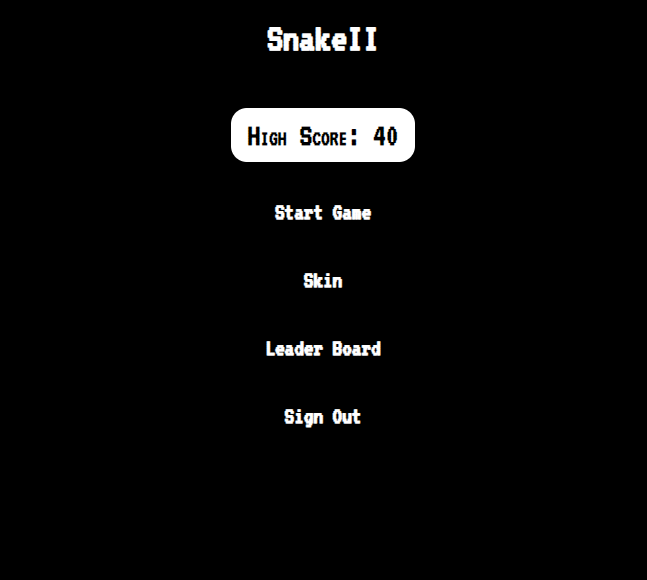 SnakeII
High Score: 40
Start Game
Skin
Leader Board
Sign Out